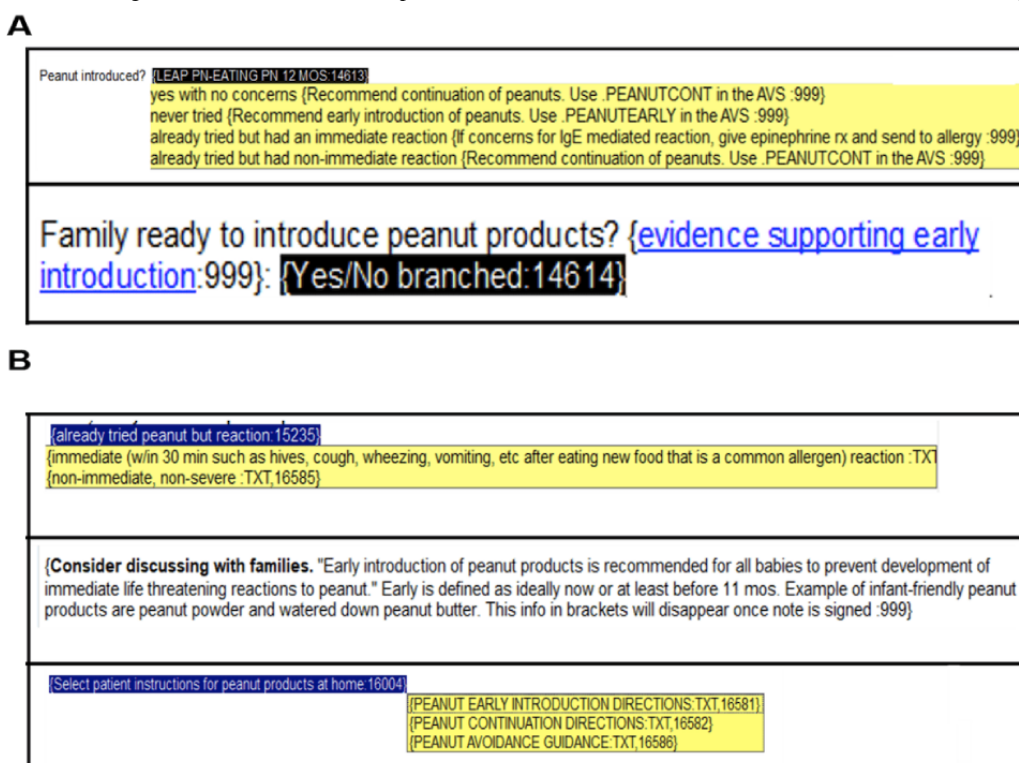 A
Peanut introduced? {LEAP PN-EATING PN 12 MOS:14613}
yes with no concerns {Recommend continuation of peanuts. Use .PEANUTCONT in the AVS :999}
never tried {Recommend early introduction of peanuts. Use .PEANUTEARLY in the AVS :999}
already tried but had an immediate reaction {If concerns for IgE mediated reaction, give epinephrine rx and send to allergy :999}
already tried but had non-immediate reaction {Recommend continuation of peanuts. Use .PEANUTCONT in the AVS :999}
Family ready to introduce peanut products? {evidence supporting early
introduction:999}: {Yes/No branched:14614}
B
{already tried peanut but reaction:15235}
{immediate (w/in 30 min such as hives, cough, wheezing, vomiting, etc after eating new food that is a common allergen) reaction :TXT
{non-immediate, non-severe :TXT,16585}
{Consider discussing with families. "Early introduction of peanut products is recommended for all babies to prevent development of
immediate life threatening reactions to peanut." Early is defined as ideally now or at least before 11 mos. Example of infant-friendly peanut
products are peanut powder and watered down peanut butter. This info in brackets will disappear once note is signed :999}
{Select patient instructions for peanut products at home:16004}
{PEANUT EARLY INTRODUCTION DIRECTIONS:TXT,16581}
{PEANUT CONTINUATION DIRECTIONS:TXT,16582}
{PEANUT AVOIDANCE GUIDANCE:TXT,16586}